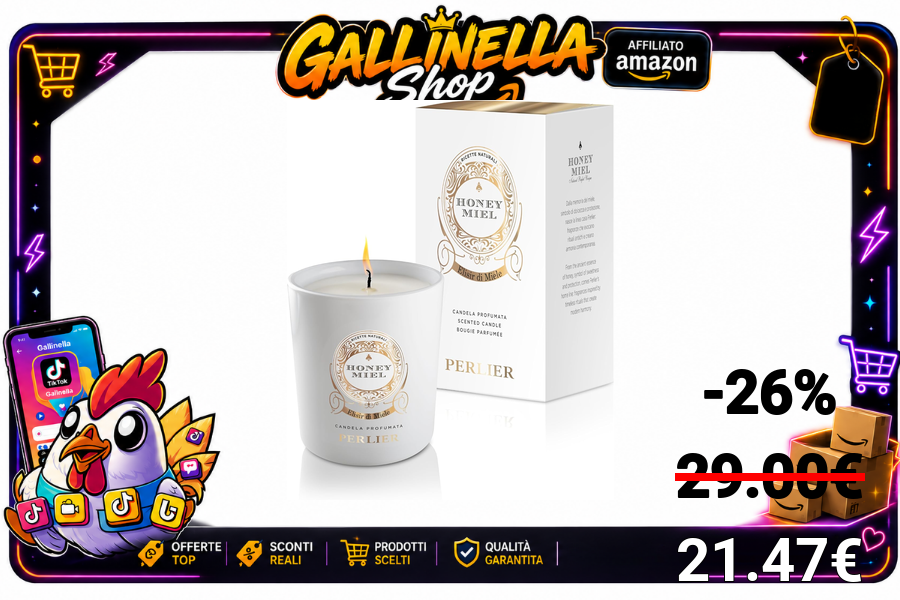 GALLINELLA
Shop
AFFILIATO
amazon
RICETTE NATURALI
HONEY
MIEL
Elisir di Miele
CANDELA PROFUMATA
SCENTED CANDLE
BOUGIE PARFUMÉE
PERLIER
HONEY
MIEL
RICETTE NATURALI
HONEY
MIEL
Elisir di Miele
CANDELA PROFUMATA
PERLIER
Gallinella
TikTok
Gallinella
-26%
29.00€
21.47€
OFFERTE
TOP
SCONTI
REALI
PRODOTTI
SCELTI
QUALITÀ
GARANTITA